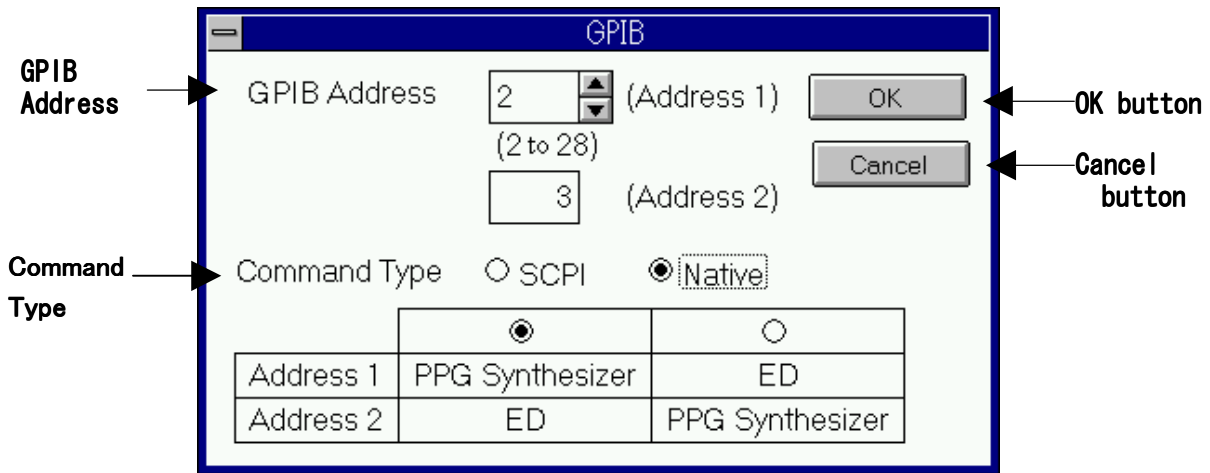 GPIB
GPIB Address
GPIB Address 2 (Address 1) OK
OK button
(2 to 28)
Cancel
Cancel button
3 (Address 2)
Command Type
Command Type SCPI Native
Address 1 PPG Synthesizer ED
Address 2 ED PPG Synthesizer